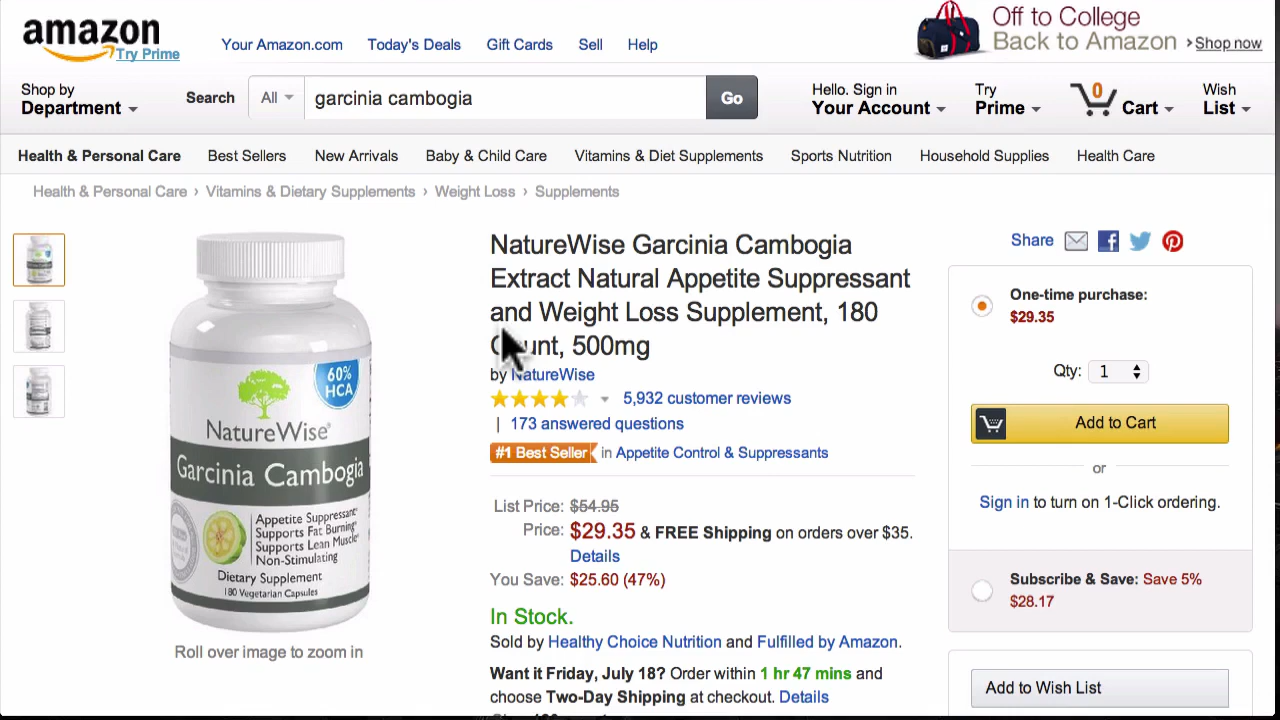 amazon
Try Prime
Your Amazon.com Today's Deals Gift Cards Sell Help
Off to College
Back to Amazon Shop now
Shop by
Department
Search All garcinia cambogia Go
Hello. Sign in
Your Account
Try
Prime
0
Cart
Wish
List
Health & Personal Care Best Sellers New Arrivals Baby & Child Care Vitamins & Diet Supplements Sports Nutrition Household Supplies Health Care
Health & Personal Care › Vitamins & Dietary Supplements › Weight Loss › Supplements
60%
HCA
NatureWise®
Garcinia Cambogia
Appetite Suppressant*
Supports Fat Burning*
Supports Lean Muscle*
Non-Stimulating
Dietary Supplement
180 Vegetarian Capsules
Roll over image to zoom in
NatureWise Garcinia Cambogia
Extract Natural Appetite Suppressant
and Weight Loss Supplement, 180
Count, 500mg
by NatureWise
5,932 customer reviews
| 173 answered questions
#1 Best Seller in Appetite Control & Suppressants
List Price: $54.95
Price: $29.35 & FREE Shipping on orders over $35.
Details
You Save: $25.60 (47%)
In Stock.
Sold by Healthy Choice Nutrition and Fulfilled by Amazon.
Want it Friday, July 18? Order within 1 hr 47 mins and
choose Two-Day Shipping at checkout. Details
Share
One-time purchase:
$29.35
Qty: 1
Add to Cart
or
Sign in to turn on 1-Click ordering.
Subscribe & Save: Save 5%
$28.17
Add to Wish List